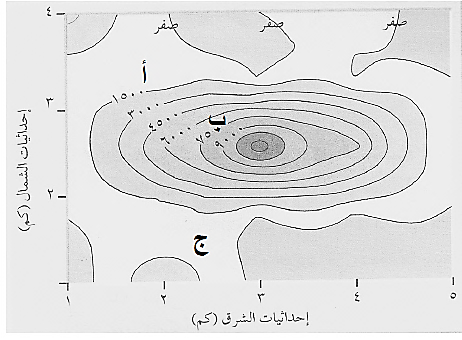 صفر صفر صفر
٤
أ
١٥٠٠
٣٠٠٠
٤٥٠٠
٦٠٠٠
٧٥٠٠
٩٠٠٠
ب
٣
٢
ج
إحداثيات الشمال (كم)
١ ٢ ٣ ٤ ٥
إحداثيات الشرق (كم)